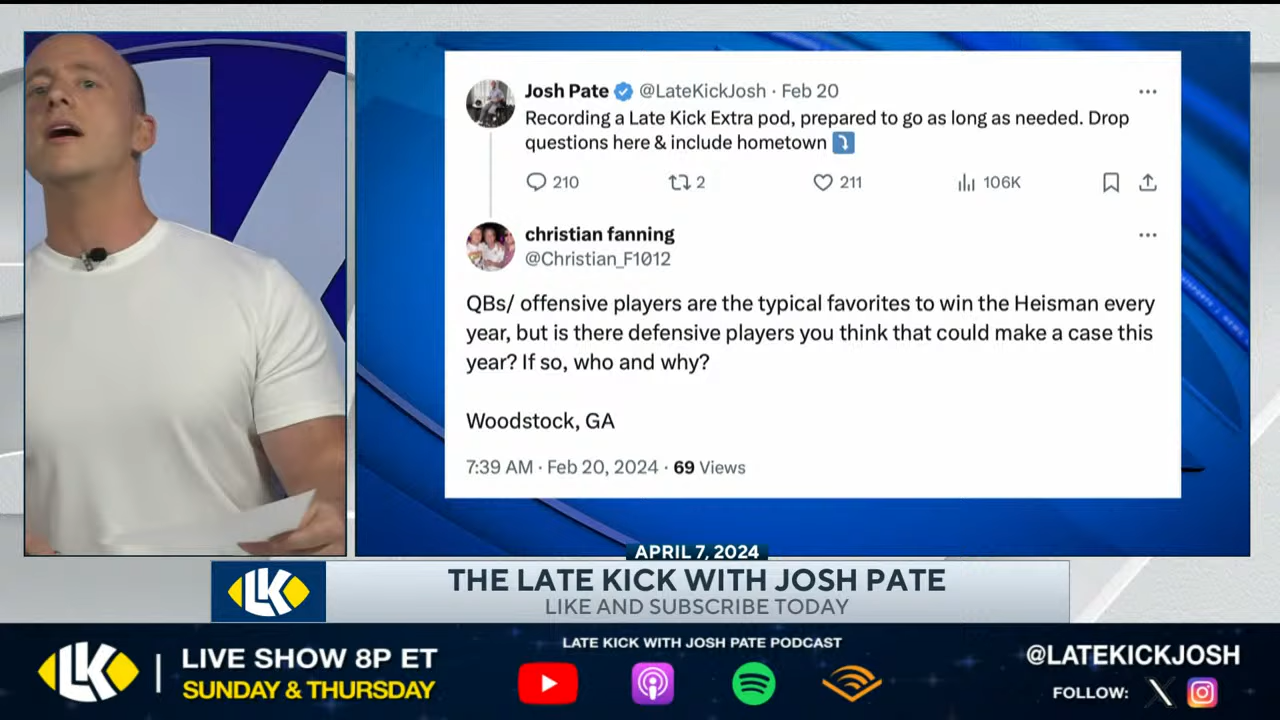 Josh Pate @LateKickJosh · Feb 20
Recording a Late Kick Extra pod, prepared to go as long as needed. Drop
questions here & include hometown
210 2 211 106K
christian fanning
@Christian_F1012
QBs/ offensive players are the typical favorites to win the Heisman every
year, but is there defensive players you think that could make a case this
year? If so, who and why?
Woodstock, GA
7:39 AM · Feb 20, 2024 · 69 Views
APRIL 7, 2024
LK
THE LATE KICK WITH JOSH PATE
LIKE AND SUBSCRIBE TODAY
LK
LIVE SHOW 8P ET
SUNDAY & THURSDAY
LATE KICK WITH JOSH PATE PODCAST
@LATEKICKJOSH
FOLLOW: X